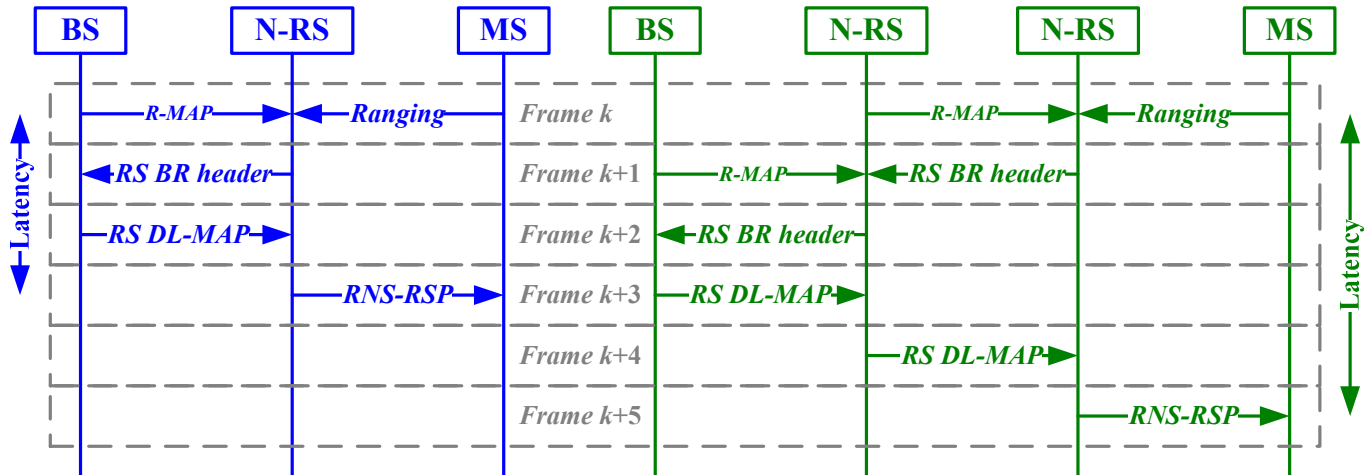 BS N-RS MS BS N-RS N-RS MS
R-MAP Ranging Frame k R-MAP Ranging
RS BR header Frame k+1 R-MAP RS BR header
RS DL-MAP Frame k+2 RS BR header
RNS-RSP Frame k+3 RS DL-MAP
Frame k+4 RS DL-MAP
Frame k+5 RNS-RSP
Latency
Latency